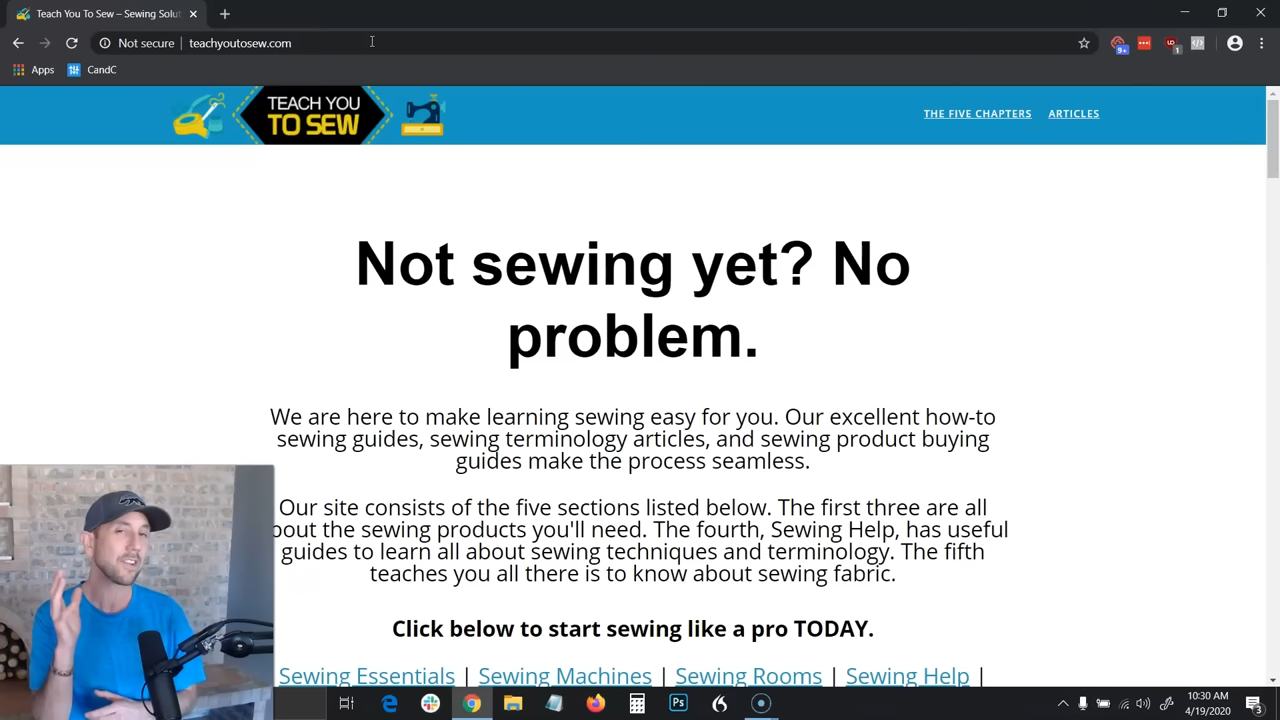 Teach You To Sew – Sewing Solut
Not secure | teachyoutosew.com
9+
1
Apps CandC
TEACH YOU
TO SEW
THE FIVE CHAPTERS ARTICLES
Not sewing yet? No
problem.
We are here to make learning sewing easy for you. Our excellent how-to
sewing guides, sewing terminology articles, and sewing product buying
guides make the process seamless.
Our site consists of the five sections listed below. The first three are all
bout the sewing products you'll need. The fourth, Sewing Help, has useful
guides to learn all about sewing techniques and terminology. The fifth
teaches you all there is to know about sewing fabric.
Click below to start sewing like a pro TODAY.
Sewing Essentials | Sewing Machines | Sewing Rooms | Sewing Help |
Ps
10:30 AM
4/19/2020
3